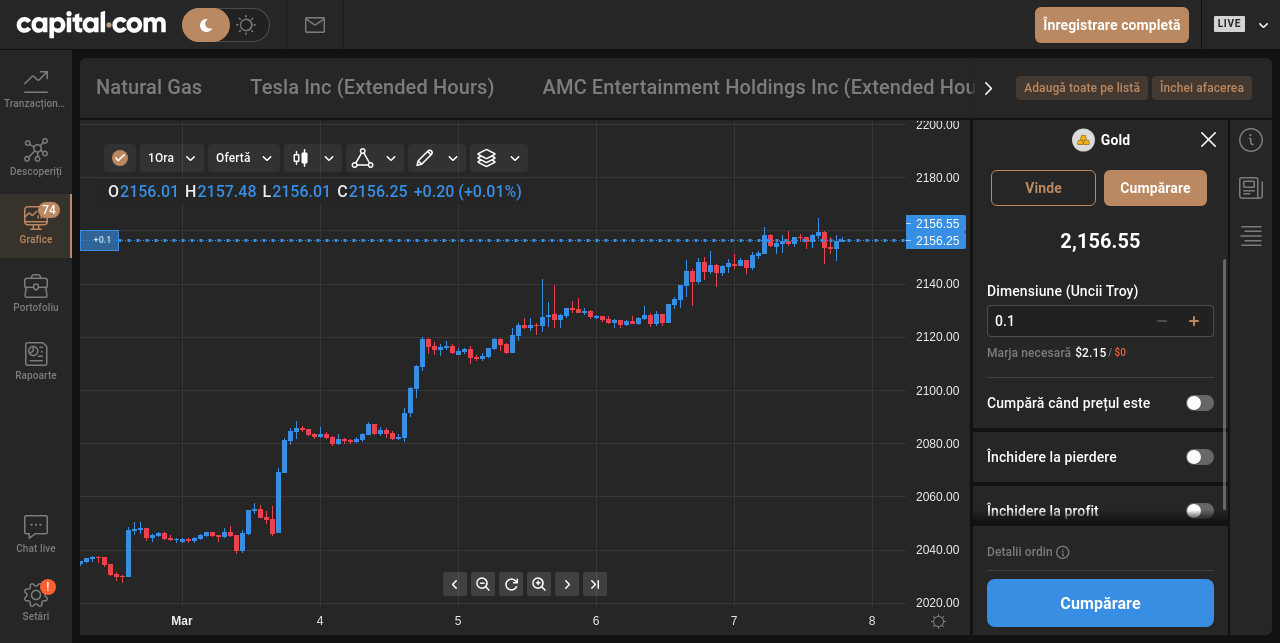 capital.com
Înregistrare completă
LIVE
Tranzacțion...
Descoperiți
74
Grafice
Portofoliu
Rapoarte
Chat live
!
Setări
Natural Gas
Tesla Inc (Extended Hours)
AMC Entertainment Holdings Inc (Extended Hou
Adaugă toate pe listă
Închei afacerea
1Ora
Ofertă
O2156.01 H2157.48 L2156.01 C2156.25 +0.20 (+0.01%)
+0.1
2200.00
2180.00
2156.55
2156.25
2140.00
2120.00
2100.00
2080.00
2060.00
2040.00
2020.00
Mar
4
5
6
7
8
Gold
Vinde
Cumpărare
2,156.55
Dimensiune (Uncii Troy)
0.1
Marja necesară $2.15 / $0
Cumpără când prețul este
Închidere la pierdere
Închidere la profit
Detalii ordin
Cumpărare